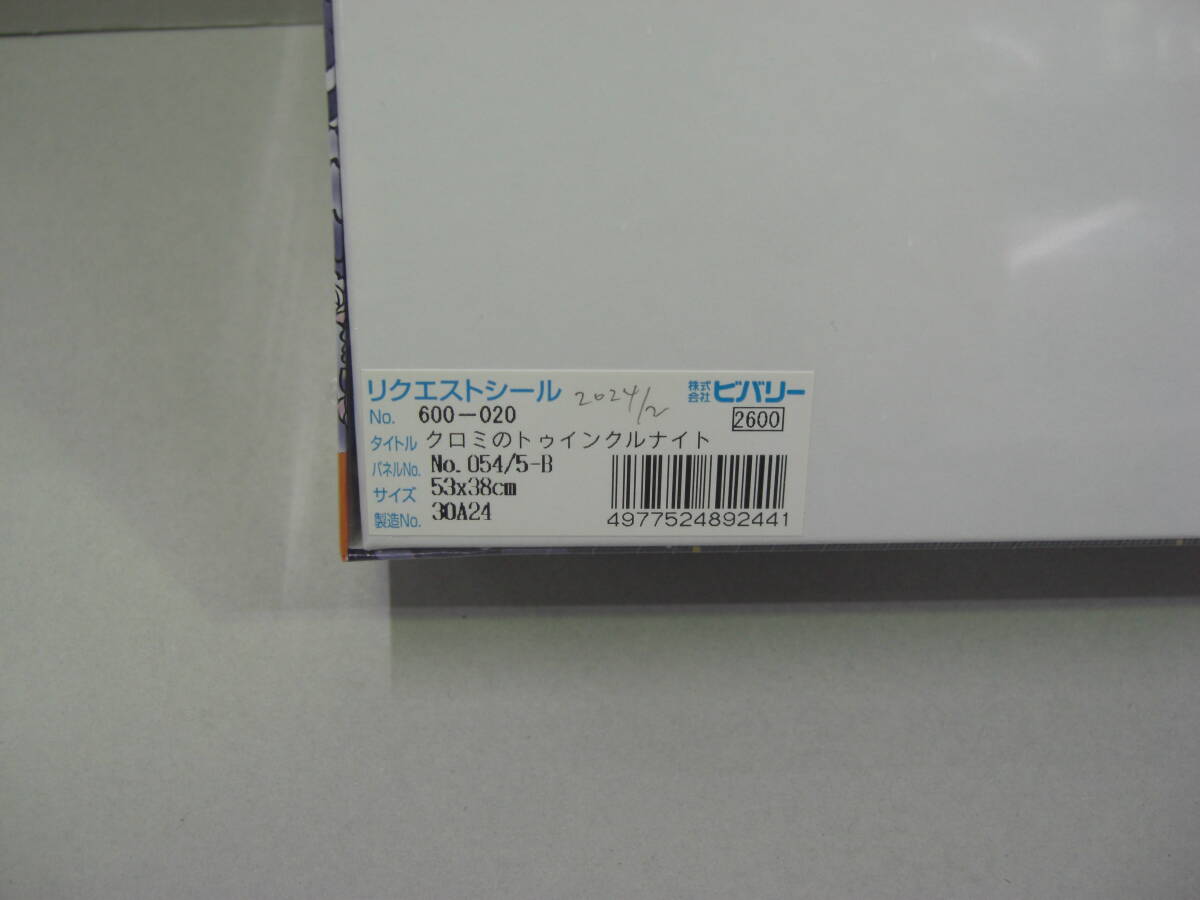 リクエストシール 2024/2 株式会社 ビバリー
No. 600-020 2600
タイトル クロミのトゥインクルナイト
パネルNo. No.054/5-B
サイズ 53x38cm
製造No. 30A24
4977524892441